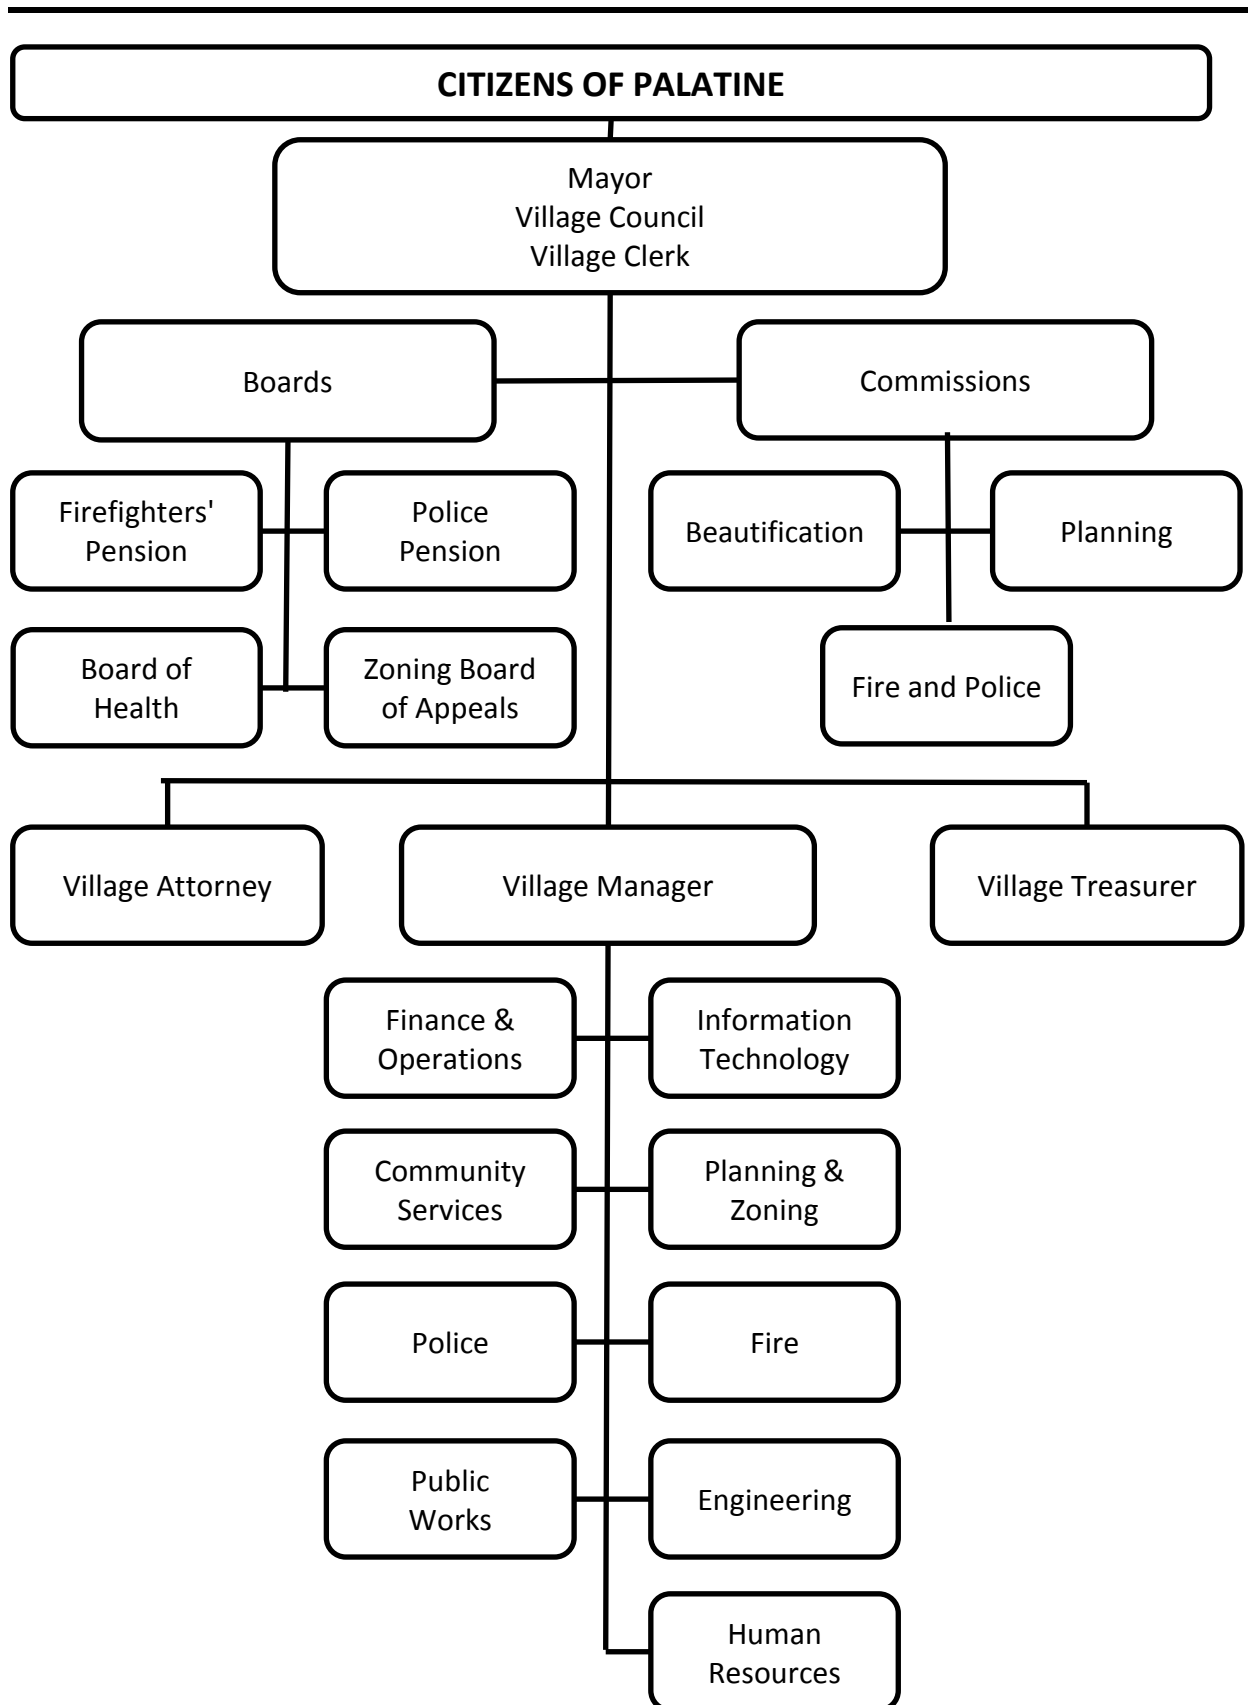 CITIZENS OF PALATINE
Mayor
Village Council
Village Clerk
Boards
Commissions
Firefighters'
Pension
Police
Pension
Beautification
Planning
Board of
Health
Zoning Board
of Appeals
Fire and Police
Village Attorney
Village Manager
Village Treasurer
Finance &
Operations
Information
Technology
Community
Services
Planning &
Zoning
Police
Fire
Public
Works
Engineering
Human
Resources